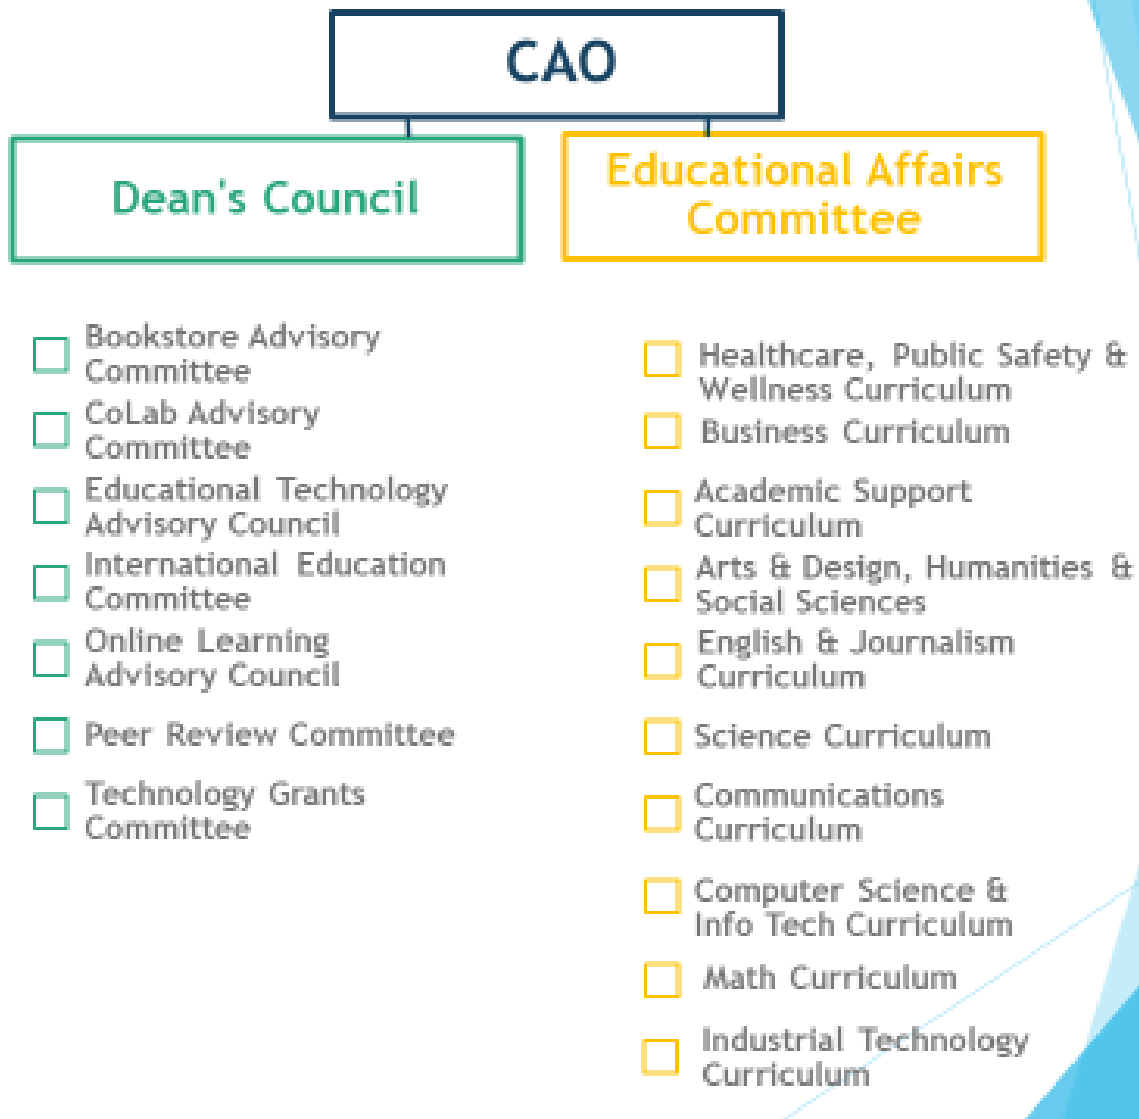 CAO
Dean's Council
Educational Affairs
Committee
Bookstore Advisory
Committee
CoLab Advisory
Committee
Educational Technology
Advisory Council
International Education
Committee
Online Learning
Advisory Council
Peer Review Committee
Technology Grants
Committee
Healthcare, Public Safety &
Wellness Curriculum
Business Curriculum
Academic Support
Curriculum
Arts & Design, Humanities &
Social Sciences
English & Journalism
Curriculum
Science Curriculum
Communications
Curriculum
Computer Science &
Info Tech Curriculum
Math Curriculum
Industrial Technology
Curriculum